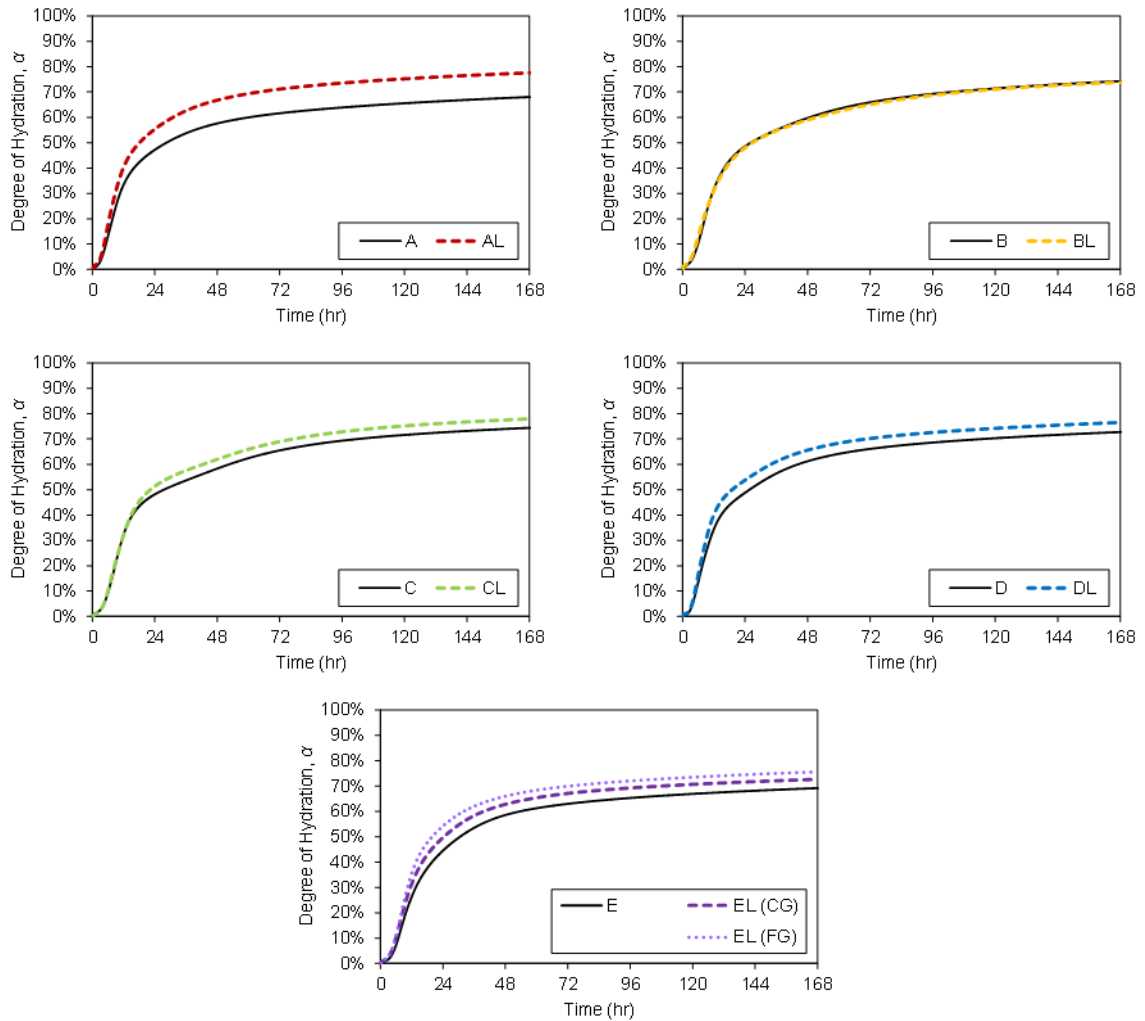 Degree of Hydration, α
100%
90%
80%
70%
60%
50%
40%
30%
20%
10%
0%
A AL
0 24 48 72 96 120 144 168
Time (hr)
Degree of Hydration, α
100%
90%
80%
70%
60%
50%
40%
30%
20%
10%
0%
B BL
0 24 48 72 96 120 144 168
Time (hr)
Degree of Hydration, α
100%
90%
80%
70%
60%
50%
40%
30%
20%
10%
0%
C CL
0 24 48 72 96 120 144 168
Time (hr)
Degree of Hydration, α
100%
90%
80%
70%
60%
50%
40%
30%
20%
10%
0%
D DL
0 24 48 72 96 120 144 168
Time (hr)
Degree of Hydration, α
100%
90%
80%
70%
60%
50%
40%
30%
20%
10%
0%
E EL (CG)
EL (FG)
0 24 48 72 96 120 144 168
Time (hr)